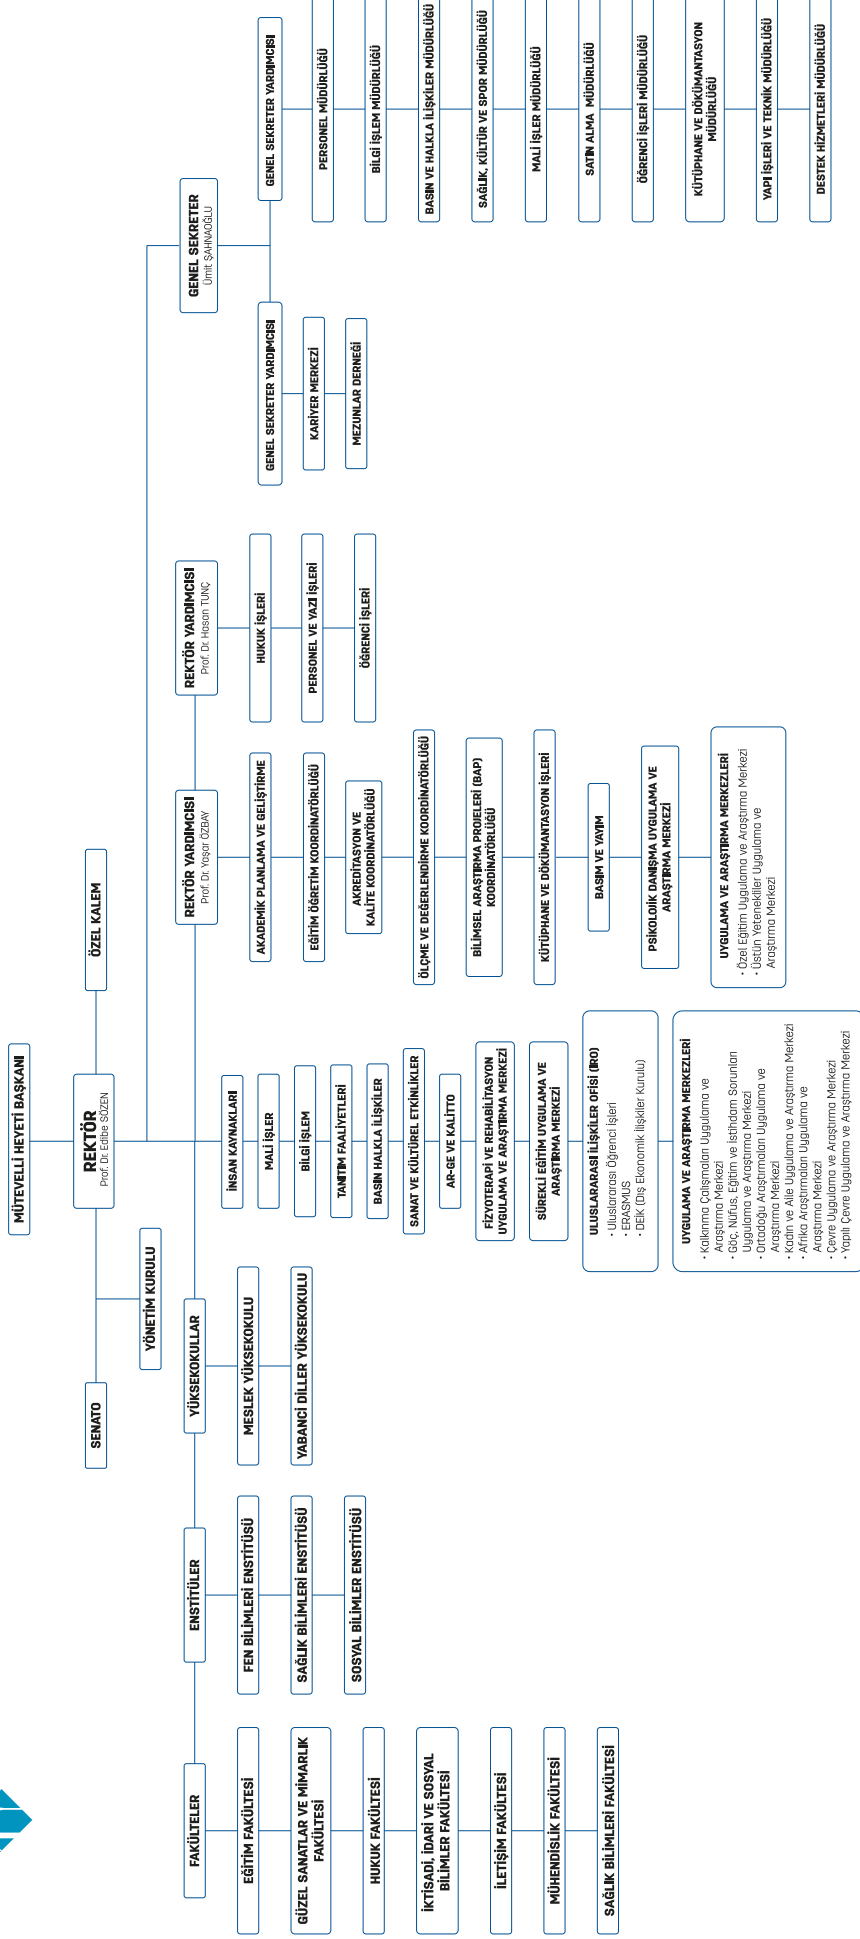 MÜTEVELLİ HEYETİ BAŞKANI
REKTÖR
Prof. Dr. Edibe SÖZEN
SENATO
ÖZEL KALEM
YÖNETİM KURULU
FAKÜLTELER
EĞİTİM FAKÜLTESİ
GÜZEL SANATLAR VE MİMARLIK
FAKÜLTESİ
HUKUK FAKÜLTESİ
İKTİSADİ, İDARİ VE SOSYAL
BİLİMLER FAKÜLTESİ
İLETİŞİM FAKÜLTESİ
MÜHENDİSLİK FAKÜLTESİ
SAĞLIK BİLİMLERİ FAKÜLTESİ
ENSTİTÜLER
FEN BİLİMLERİ ENSTİTÜSÜ
SAĞLIK BİLİMLERİ ENSTİTÜSÜ
SOSYAL BİLİMLER ENSTİTÜSÜ
YÜKSEKOKULLAR
MESLEK YÜKSEKOKULU
YABANCI DİLLER YÜKSEKOKULU
İNSAN KAYNAKLARI
MALİ İŞLER
BİLGİ İŞLEM
TANITIM FAALİYETLERİ
BASIN HALKLA İLİŞKİLER
SANAT VE KÜLTÜREL ETKİNLİKLER
AR-GE VE KALİTTO
FİZYOTERAPİ VE REHABİLİTASYON
UYGULAMA VE ARAŞTIRMA MERKEZİ
SÜREKLİ EĞİTİM UYGULAMA VE
ARAŞTIRMA MERKEZİ
ULUSLARARASI İLİŞKİLER OFİSİ (IRO)
· Uluslararası Öğrenci İşleri
· ERASMUS
· DEİK (Dış Ekonomik İlişkiler Kurulu)
UYGULAMA VE ARAŞTIRMA MERKEZLERİ
· Kalkınma Çalışmaları Uygulama ve
Araştırma Merkezi
· Göç, Nüfus, Eğitim ve İstihdam Sorunları
Uygulama ve Araştırma Merkezi
· Ortadoğu Araştırmaları Uygulama ve
Araştırma Merkezi
· Kadın ve Aile Uygulama ve Araştırma Merkezi
· Afrika Araştırmaları Uygulama ve
Araştırma Merkezi
· Çevre Uygulama ve Araştırma Merkezi
· Yapılı Çevre Uygulama ve Araştırma Merkezi
REKTÖR YARDIMCISI
Prof. Dr. Yaşar ÖZBAY
AKADEMİK PLANLAMA VE GELİŞTİRME
EĞİTİM ÖĞRETİM KOORDİNATÖRLÜĞÜ
AKREDİTASYON VE
KALİTE KOORDİNATÖRLÜĞÜ
ÖLÇME VE DEĞERLENDİRME KOORDİNATÖRLÜĞÜ
BİLİMSEL ARAŞTIRMA PROJELERİ (BAP)
KOORDİNATÖRLÜĞÜ
KÜTÜPHANE VE DÖKÜMANTASYON İŞLERİ
BASIM VE YAYIM
PSİKOLOJİK DANIŞMA UYGULAMA VE
ARAŞTIRMA MERKEZİ
UYGULAMA VE ARAŞTIRMA MERKEZLERİ
· Özel Eğitim Uygulama ve Araştırma Merkezi
· Üstün Yetenekliler Uygulama ve
Araştırma Merkezi
REKTÖR YARDIMCISI
Prof. Dr. Hasan TUNÇ
HUKUK İŞLERİ
PERSONEL VE YAZI İŞLERİ
ÖĞRENCİ İŞLERİ
GENEL SEKRETER
Ümit ŞAHNAOĞLU
GENEL SEKRETER YARDIMCISI
KARİYER MERKEZİ
MEZUNLAR DERNEĞİ
GENEL SEKRETER YARDIMCISI
PERSONEL MÜDÜRLÜĞÜ
BİLGİ İŞLEM MÜDÜRLÜĞÜ
BASIN VE HALKLA İLİŞKİLER MÜDÜRLÜĞÜ
SAĞLIK, KÜLTÜR VE SPOR MÜDÜRLÜĞÜ
MALİ İŞLER MÜDÜRLÜĞÜ
SATIN ALMA MÜDÜRLÜĞÜ
ÖĞRENCİ İŞLERİ MÜDÜRLÜĞÜ
KÜTÜPHANE VE DÖKÜMANTASYON
MÜDÜRLÜĞÜ
YAPI İŞLERİ VE TEKNİK MÜDÜRLÜĞÜ
DESTEK HİZMETLERİ MÜDÜRLÜĞÜ